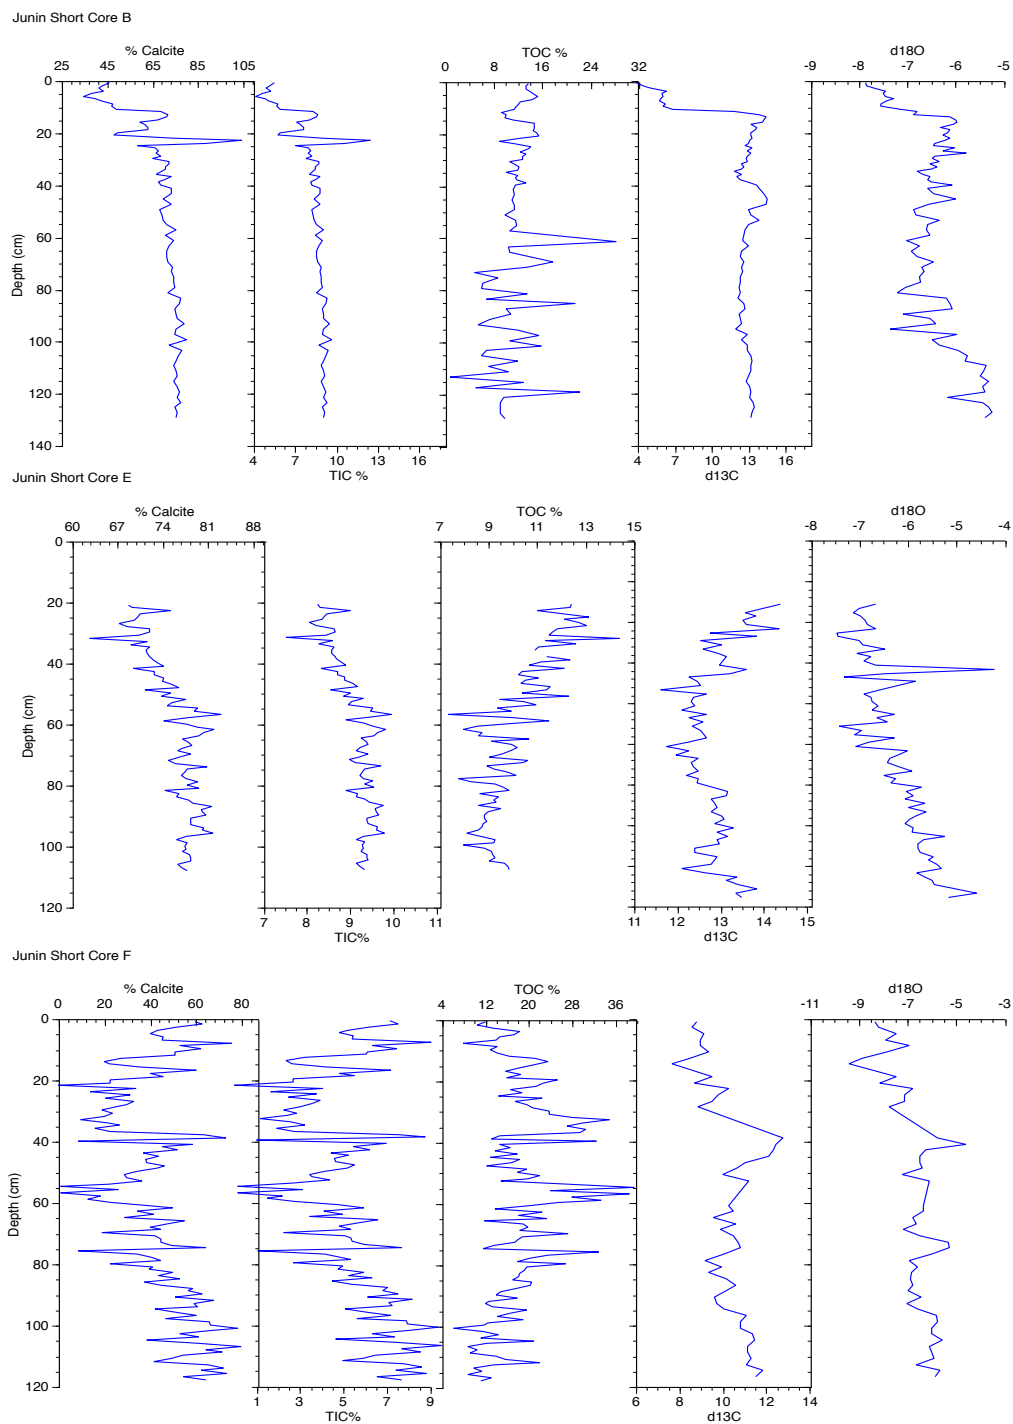 Junin Short Core B
% Calcite TOC % d18O
25 45 65 85 105 0 8 16 24 32 -9 -8 -7 -6 -5
0
20
40
60
80
100
120
140
Depth (cm)
4 7 10 13 16 4 7 10 13 16
TIC % d13C
Junin Short Core E
% Calcite TOC % d18O
60 67 74 81 88 7 9 11 13 15 -8 -7 -6 -5 -4
0
20
40
60
80
100
120
Depth (cm)
7 8 9 10 11 11 12 13 14 15
TIC% d13C
Junin Short Core F
% Calcite TOC % d18O
0 20 40 60 80 4 12 20 28 36 -11 -9 -7 -5 -3
0
20
40
60
80
100
120
Depth (cm)
1 3 5 7 9 6 8 10 12 14
TIC% d13C